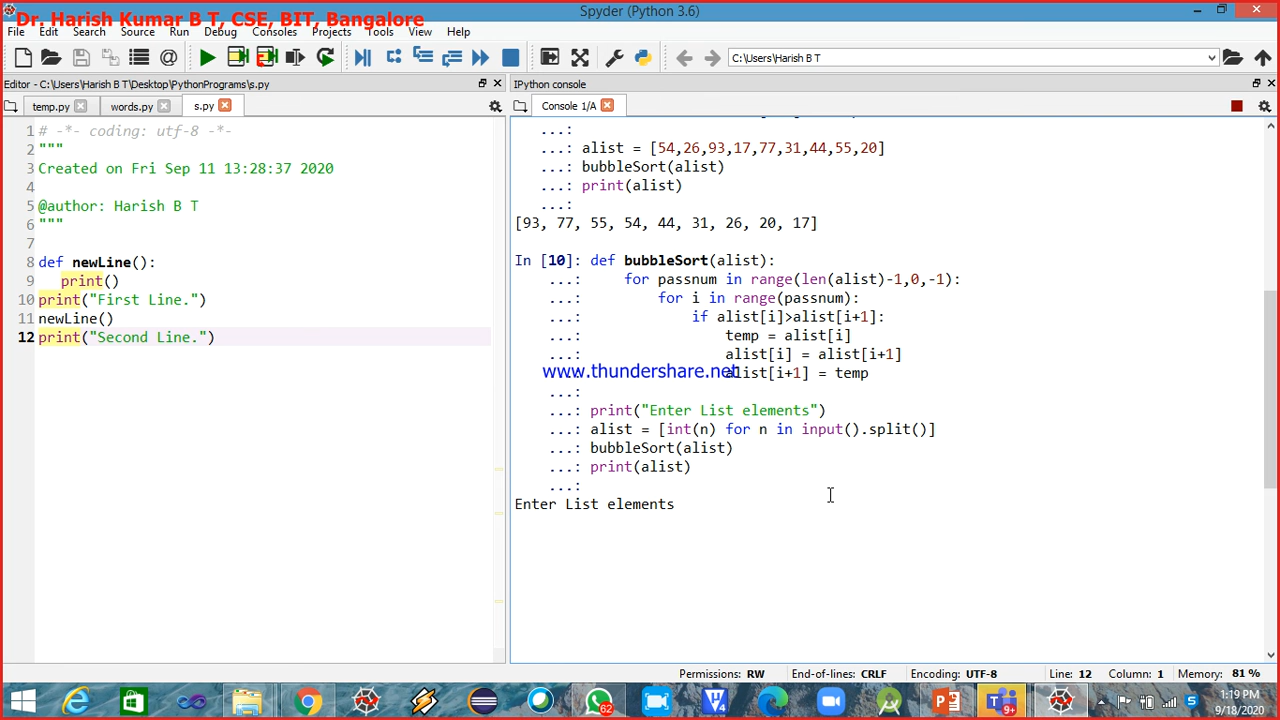 Spyder (Python 3.6)
Dr. Harish Kumar B T, CSE, BIT, Bangalore
File Edit Search Source Run Debug Consoles Projects Tools View Help
C:\Users\Harish B T
Editor - C:\Users\Harish B T\Desktop\PythonPrograms\s.py
temp.py words.py s.py
1 # -*- coding: utf-8 -*-
2 """
3 Created on Fri Sep 11 13:28:37 2020
4
5 @author: Harish B T
6 """
7
8 def newLine():
9 print()
10 print("First Line.")
11 newLine()
12 print("Second Line.")
IPython console
Console 1/A
...:
...: alist = [54,26,93,17,77,31,44,55,20]
...: bubbleSort(alist)
...: print(alist)
...:
[93, 77, 55, 54, 44, 31, 26, 20, 17]
In [10]: def bubbleSort(alist):
...: for passnum in range(len(alist)-1,0,-1):
...: for i in range(passnum):
...: if alist[i]>alist[i+1]:
...: temp = alist[i]
...: alist[i] = alist[i+1]
www.thundershare.net
alist[i+1] = temp
...:
...: print("Enter List elements")
...: alist = [int(n) for n in input().split()]
...: bubbleSort(alist)
...: print(alist)
...:
Enter List elements
Permissions: RW End-of-lines: CRLF Encoding: UTF-8 Line: 12 Column: 1 Memory: 81 %
62
9+
1:19 PM
9/18/2020